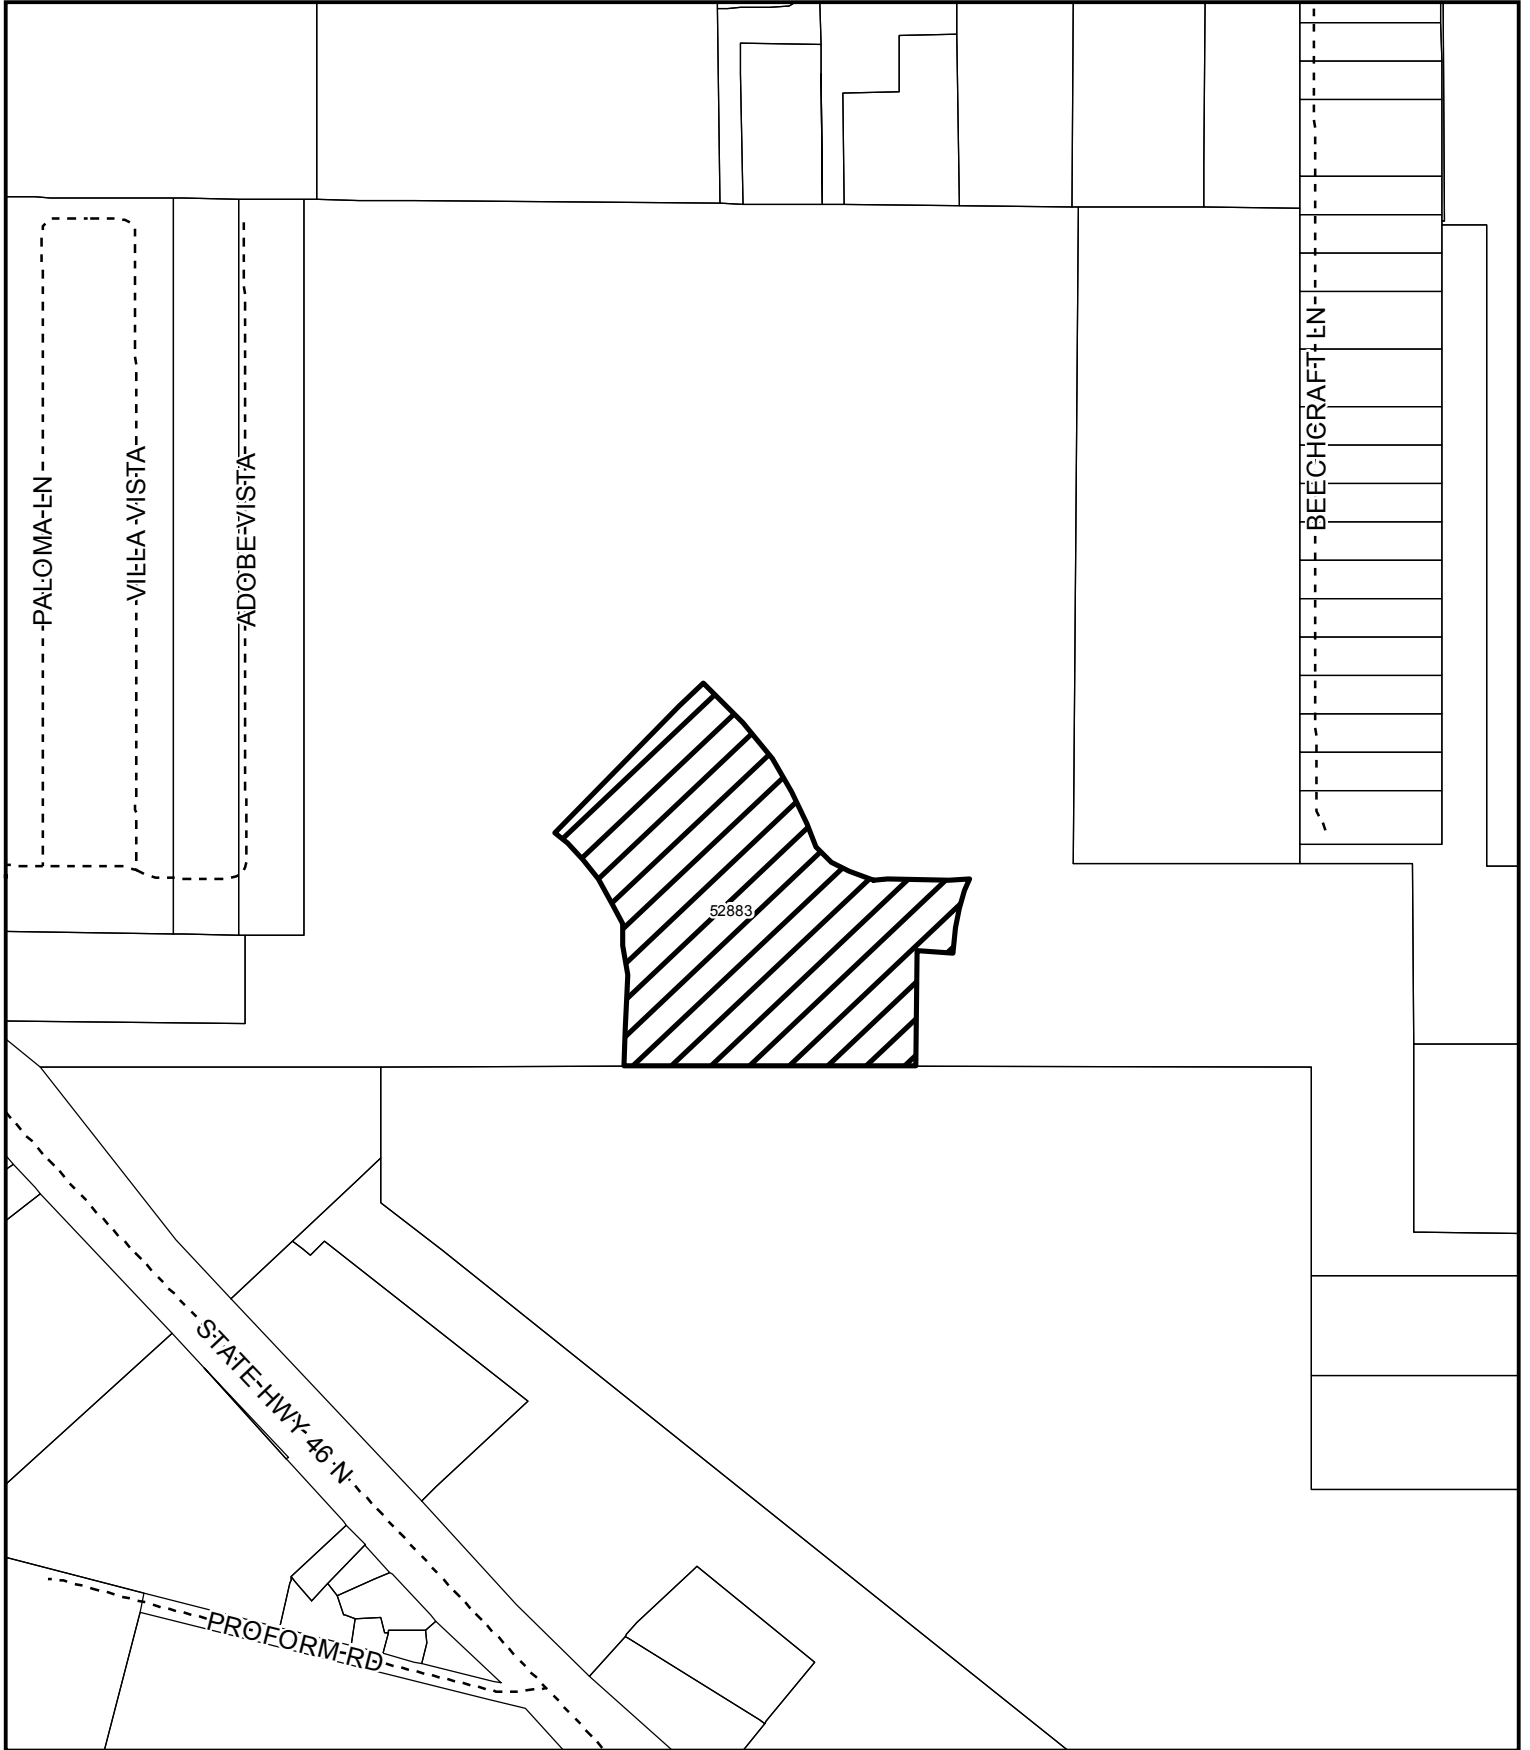 PALOMA LN
VILLA VISTA
ADOBE VISTA
BEECHCRAFT LN
52883
STATE HWY 46 N
PROFORM RD